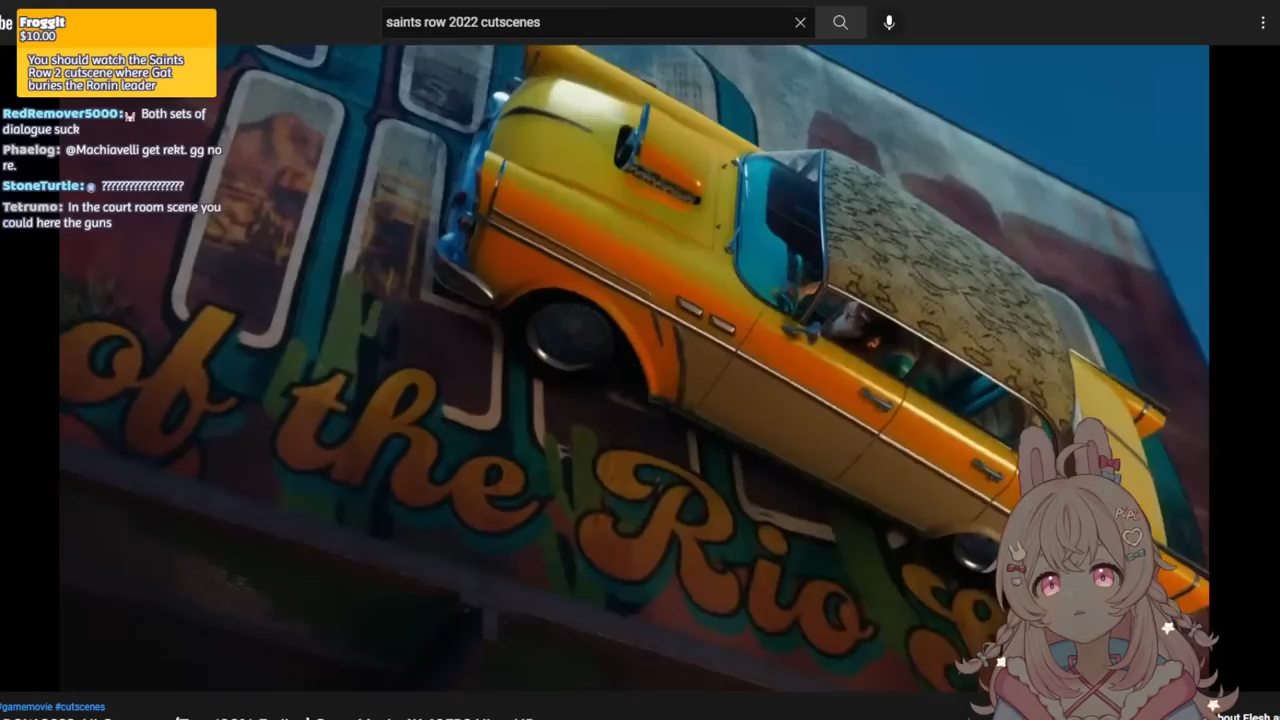 be
saints row 2022 cutscenes
Froggit
$10.00
You should watch the Saints
Row 2 cutscene where Gat
buries the Ronin leader
RedRemover5000: Both sets of
dialogue suck
Phaelog: @Machiavelli get rekt. gg no
re.
StoneTurtle: ?????????????????
Tetrumo: In the court room scene you
could here the guns
of the Rio
#gamemovie #cutscenes